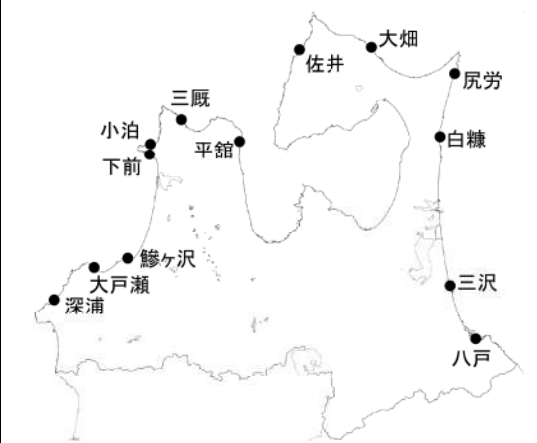 大畑
佐井
尻労
三厩
小泊
白糠
平舘
下前
鰺ヶ沢
大戸瀬
三沢
深浦
八戸